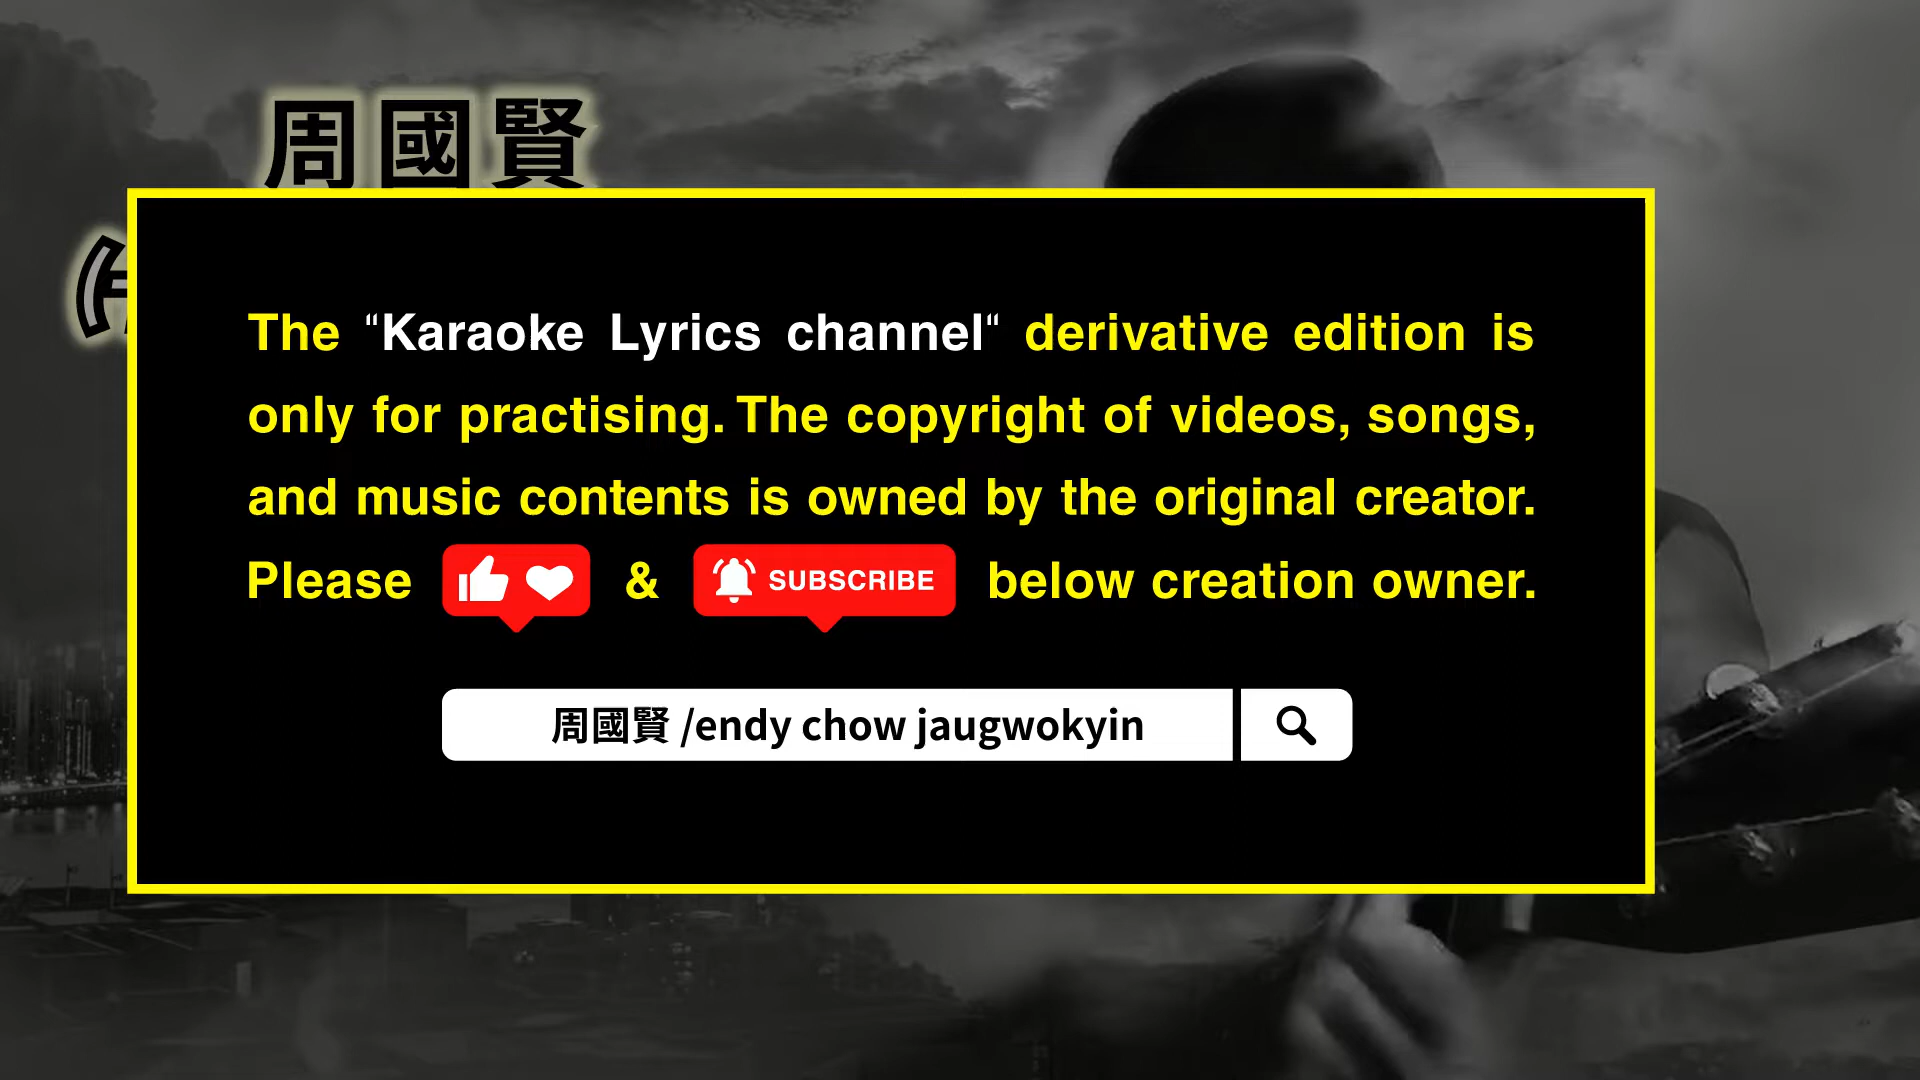 周國賢
The “Karaoke Lyrics channel“ derivative edition is
only for practising. The copyright of videos, songs,
and music contents is owned by the original creator.
Please & SUBSCRIBE below creation owner.
周國賢 /endy chow jaugwokyin